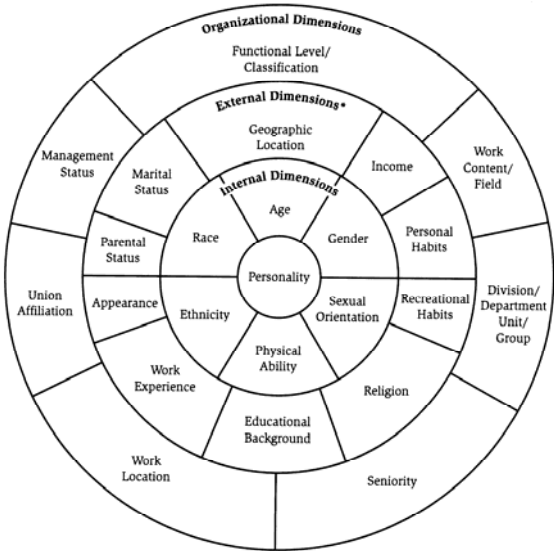 Organizational Dimensions
Functional Level/
Classification
External Dimensions*
Geographic
Location
Internal Dimensions
Age
Management
Status
Marital
Status
Income
Work
Content/
Field
Race
Gender
Personal
Habits
Parental
Status
Personality
Union
Affiliation
Appearance
Ethnicity
Sexual
Orientation
Recreational
Habits
Division/
Department
Unit/
Group
Physical
Ability
Work
Experience
Religion
Educational
Background
Work
Location
Seniority